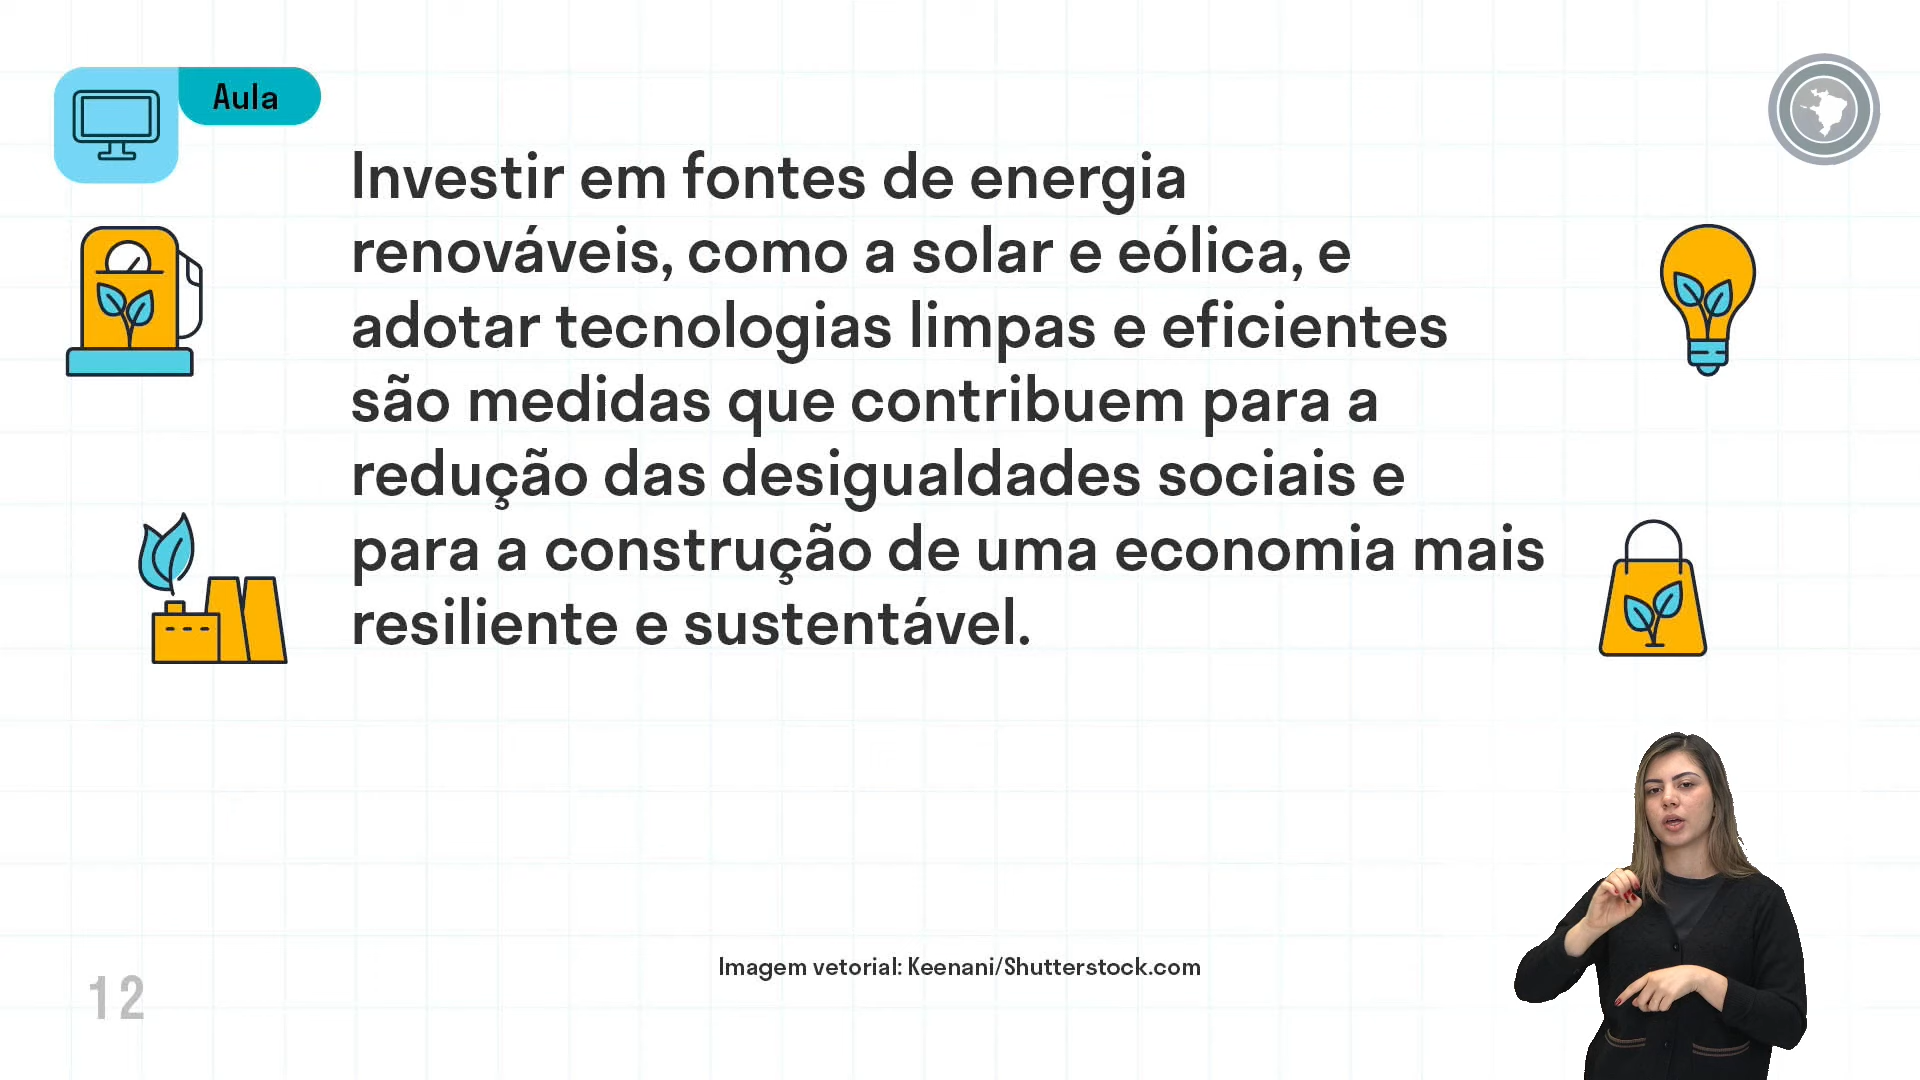 Aula
Investir em fontes de energia
renováveis, como a solar e eólica, e
adotar tecnologias limpas e eficientes
são medidas que contribuem para a
redução das desigualdades sociais e
para a construção de uma economia mais
resiliente e sustentável.
Imagem vetorial: Keenani/Shutterstock.com
12